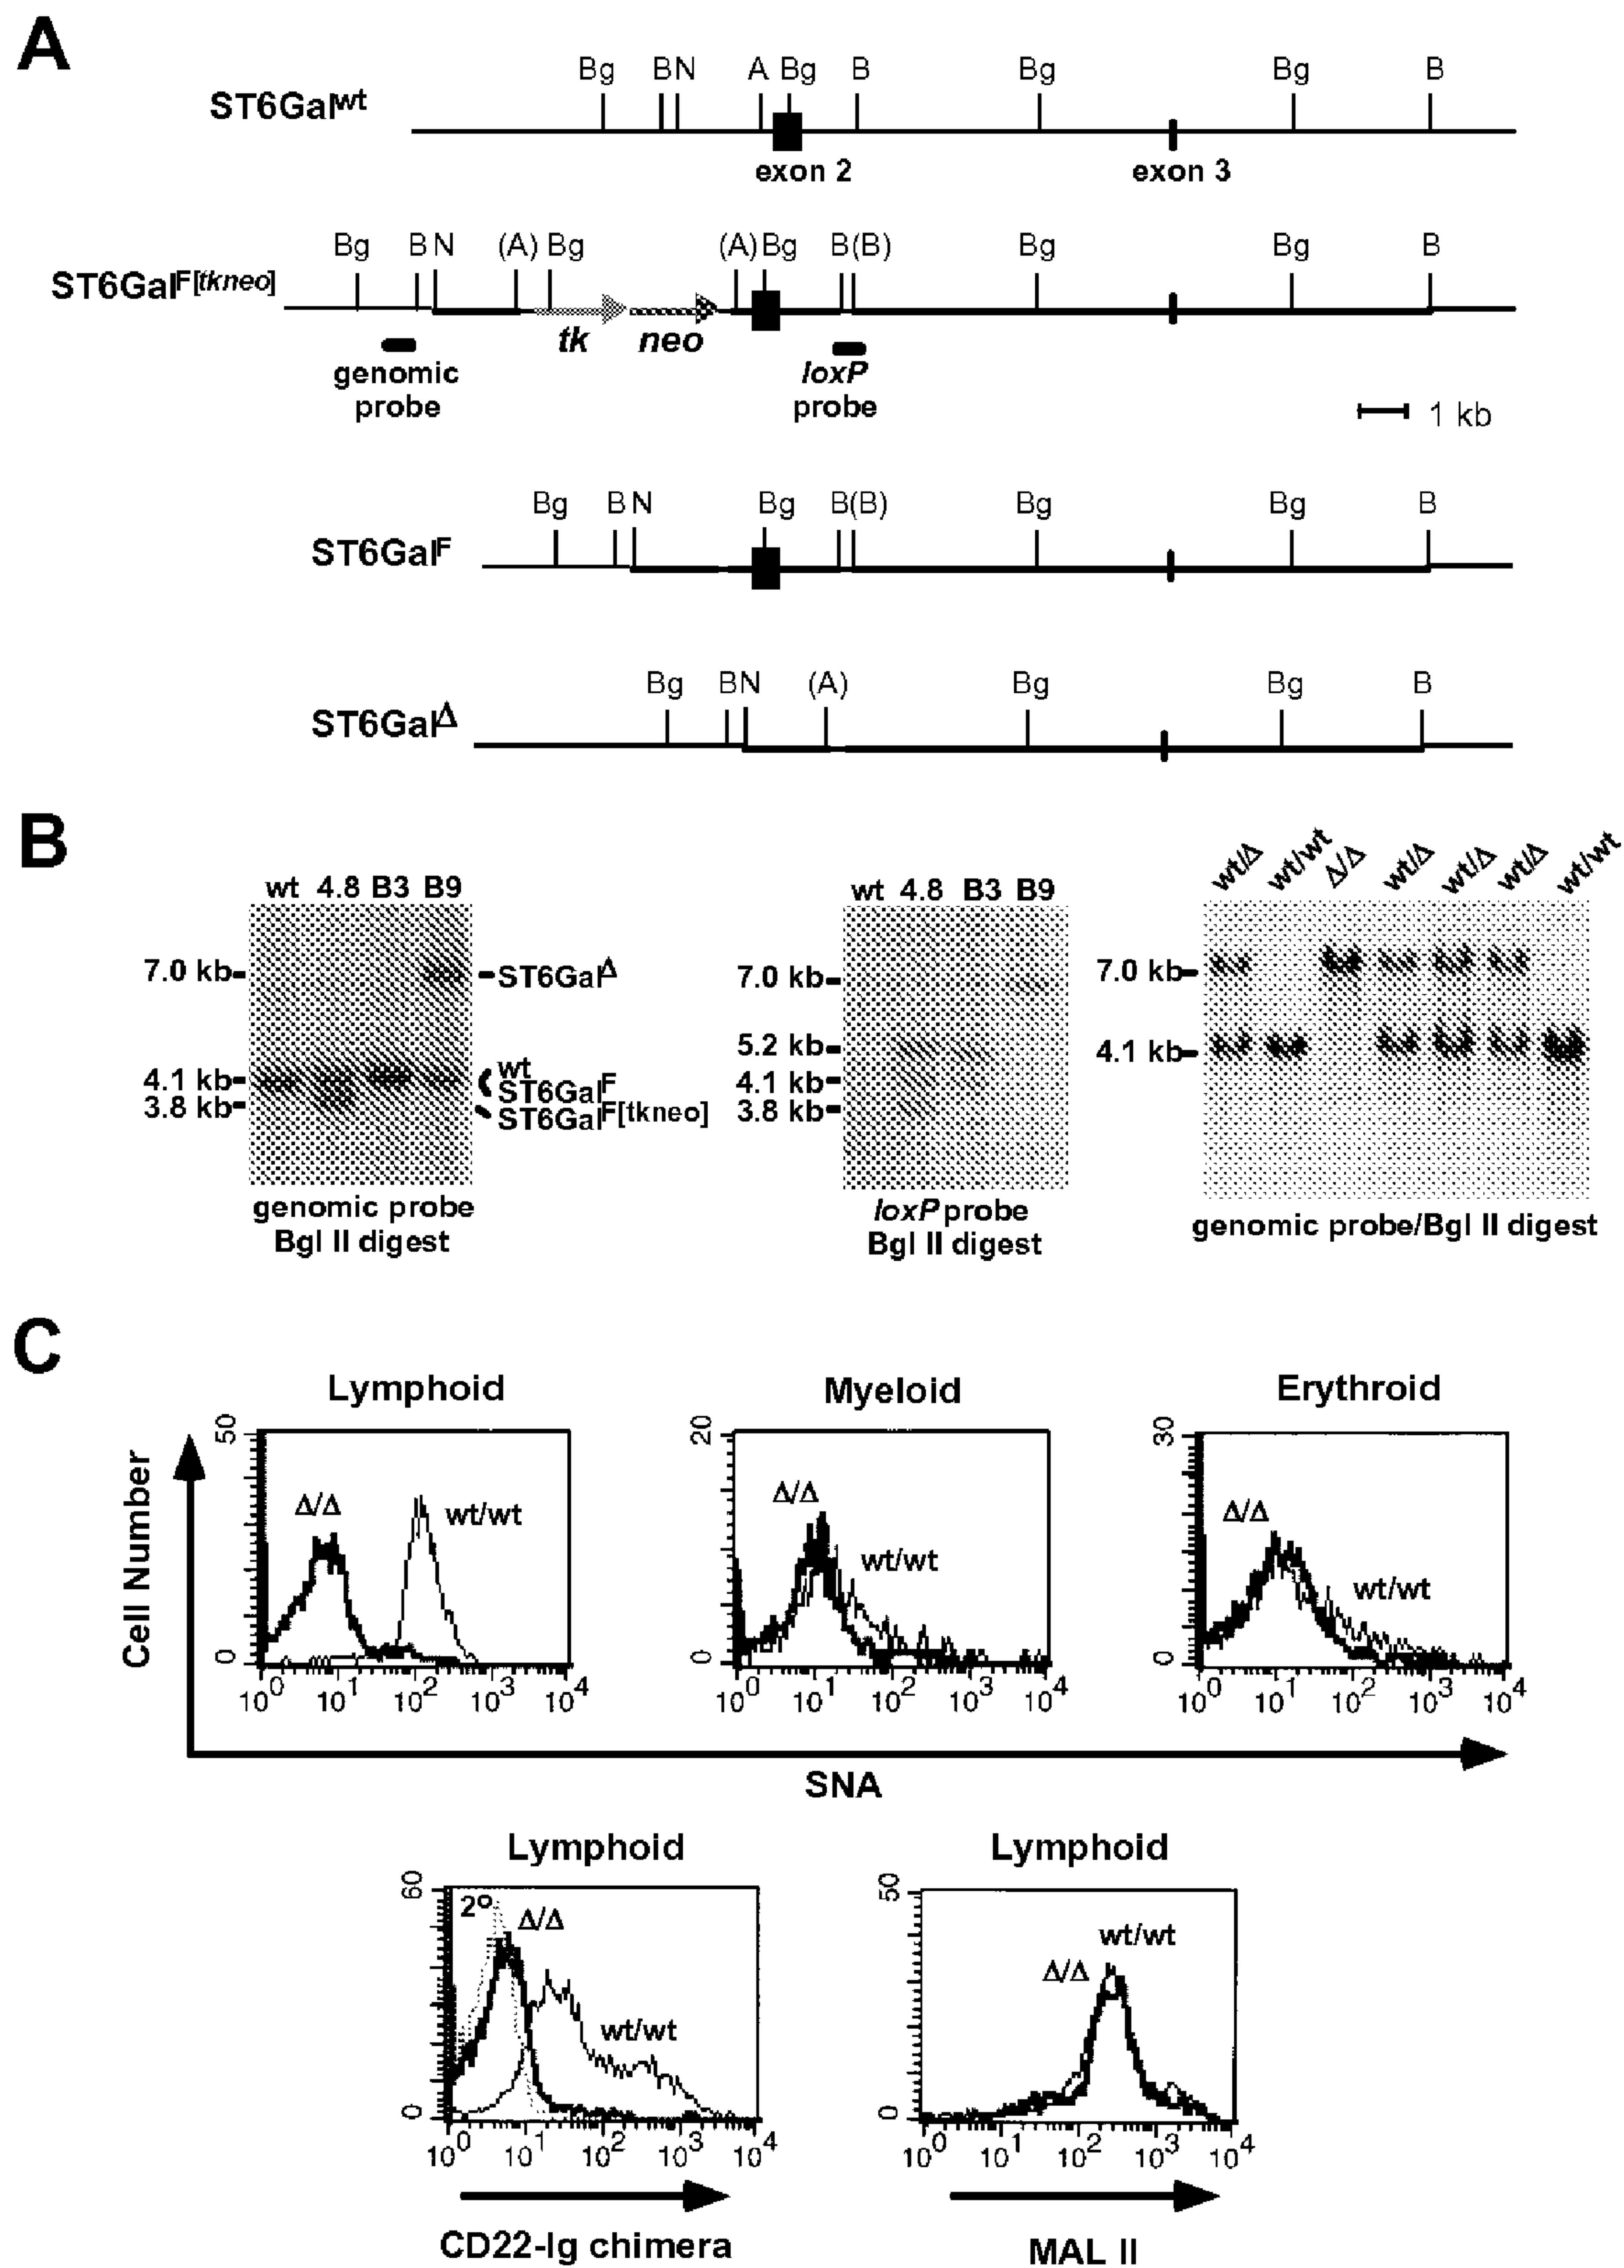 A
Bg B N A Bg B Bg Bg B
ST6Galwt
exon 2 exon 3
Bg B N (A) Bg (A) Bg B(B) Bg Bg B
ST6GalF[tkneo]
tk neo
genomic probe
loxP probe
1 kb
Bg B N Bg B(B) Bg Bg B
ST6GalF
Bg BN (A) Bg Bg B
ST6GalΔ
B
wt 4.8 B3 B9
7.0 kb
4.1 kb
3.8 kb
ST6GalΔ
wt
ST6GalF
ST6GalF[tkneo]
genomic probe
Bgl II digest
wt 4.8 B3 B9
7.0 kb
5.2 kb
4.1 kb
3.8 kb
loxP probe
Bgl II digest
wt/Δ wt/wt Δ/Δ wt/Δ wt/Δ wt/Δ wt/wt
7.0 kb
4.1 kb
genomic probe/Bgl II digest
C
Cell Number
Lymphoid
50
0
Δ/Δ
wt/wt
10^0 10^1 10^2 10^3 10^4
Myeloid
20
0
Δ/Δ
wt/wt
10^0 10^1 10^2 10^3 10^4
Erythroid
30
0
Δ/Δ
wt/wt
10^0 10^1 10^2 10^3 10^4
SNA
Lymphoid
60
0
2º
Δ/Δ
wt/wt
10^0 10^1 10^2 10^3 10^4
CD22-Ig chimera
Lymphoid
50
0
wt/wt
Δ/Δ
10^0 10^1 10^2 10^3 10^4
MAL II